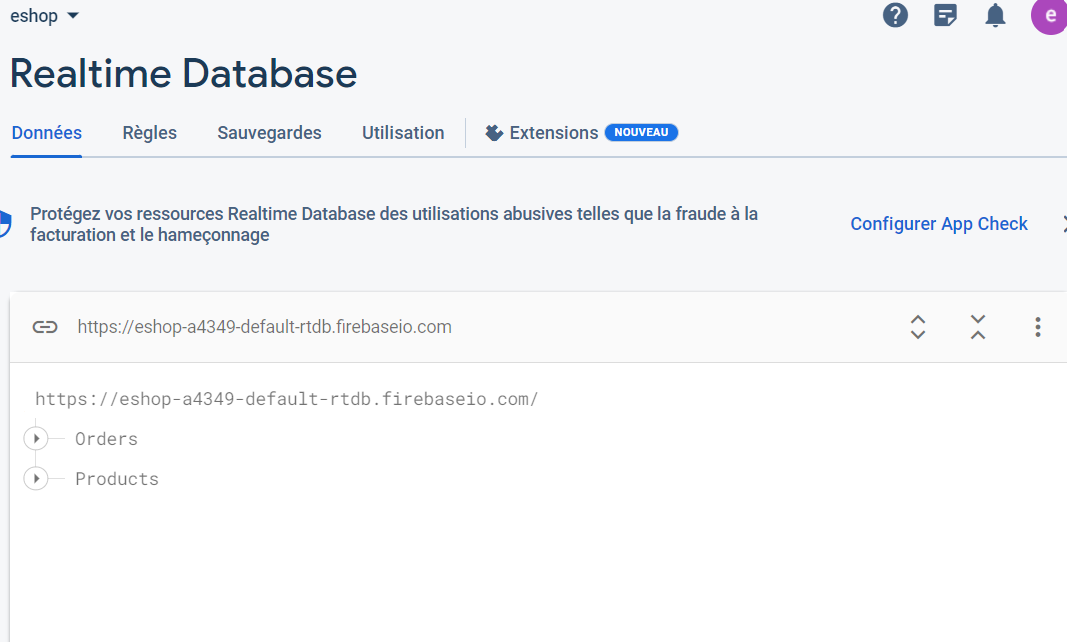 eshop
e
Realtime Database
Données Règles Sauvegardes Utilisation Extensions NOUVEAU
Protégez vos ressources Realtime Database des utilisations abusives telles que la fraude à la
facturation et le hameçonnage
Configurer App Check
https://eshop-a4349-default-rtdb.firebaseio.com
https://eshop-a4349-default-rtdb.firebaseio.com/
Orders
Products